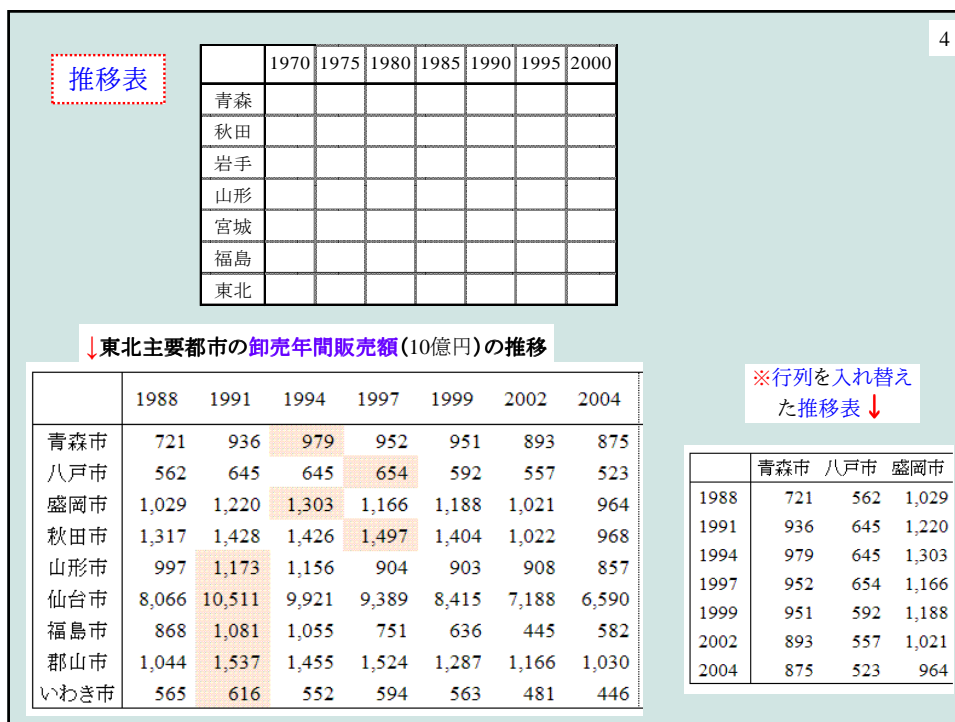 4
推移表
1970 1975 1980 1985 1990 1995 2000
青森
秋田
岩手
山形
宮城
福島
東北
↓東北主要都市の卸売年間販売額(10億円)の推移
1988 1991 1994 1997 1999 2002 2004
青森市 721 936 979 952 951 893 875
八戸市 562 645 645 654 592 557 523
盛岡市 1,029 1,220 1,303 1,166 1,188 1,021 964
秋田市 1,317 1,428 1,426 1,497 1,404 1,022 968
山形市 997 1,173 1,156 904 903 908 857
仙台市 8,066 10,511 9,921 9,389 8,415 7,188 6,590
福島市 868 1,081 1,055 751 636 445 582
郡山市 1,044 1,537 1,455 1,524 1,287 1,166 1,030
いわき市 565 616 552 594 563 481 446
※行列を入れ替え
た推移表↓
青森市 八戸市 盛岡市
1988 721 562 1,029
1991 936 645 1,220
1994 979 645 1,303
1997 952 654 1,166
1999 951 592 1,188
2002 893 557 1,021
2004 875 523 964